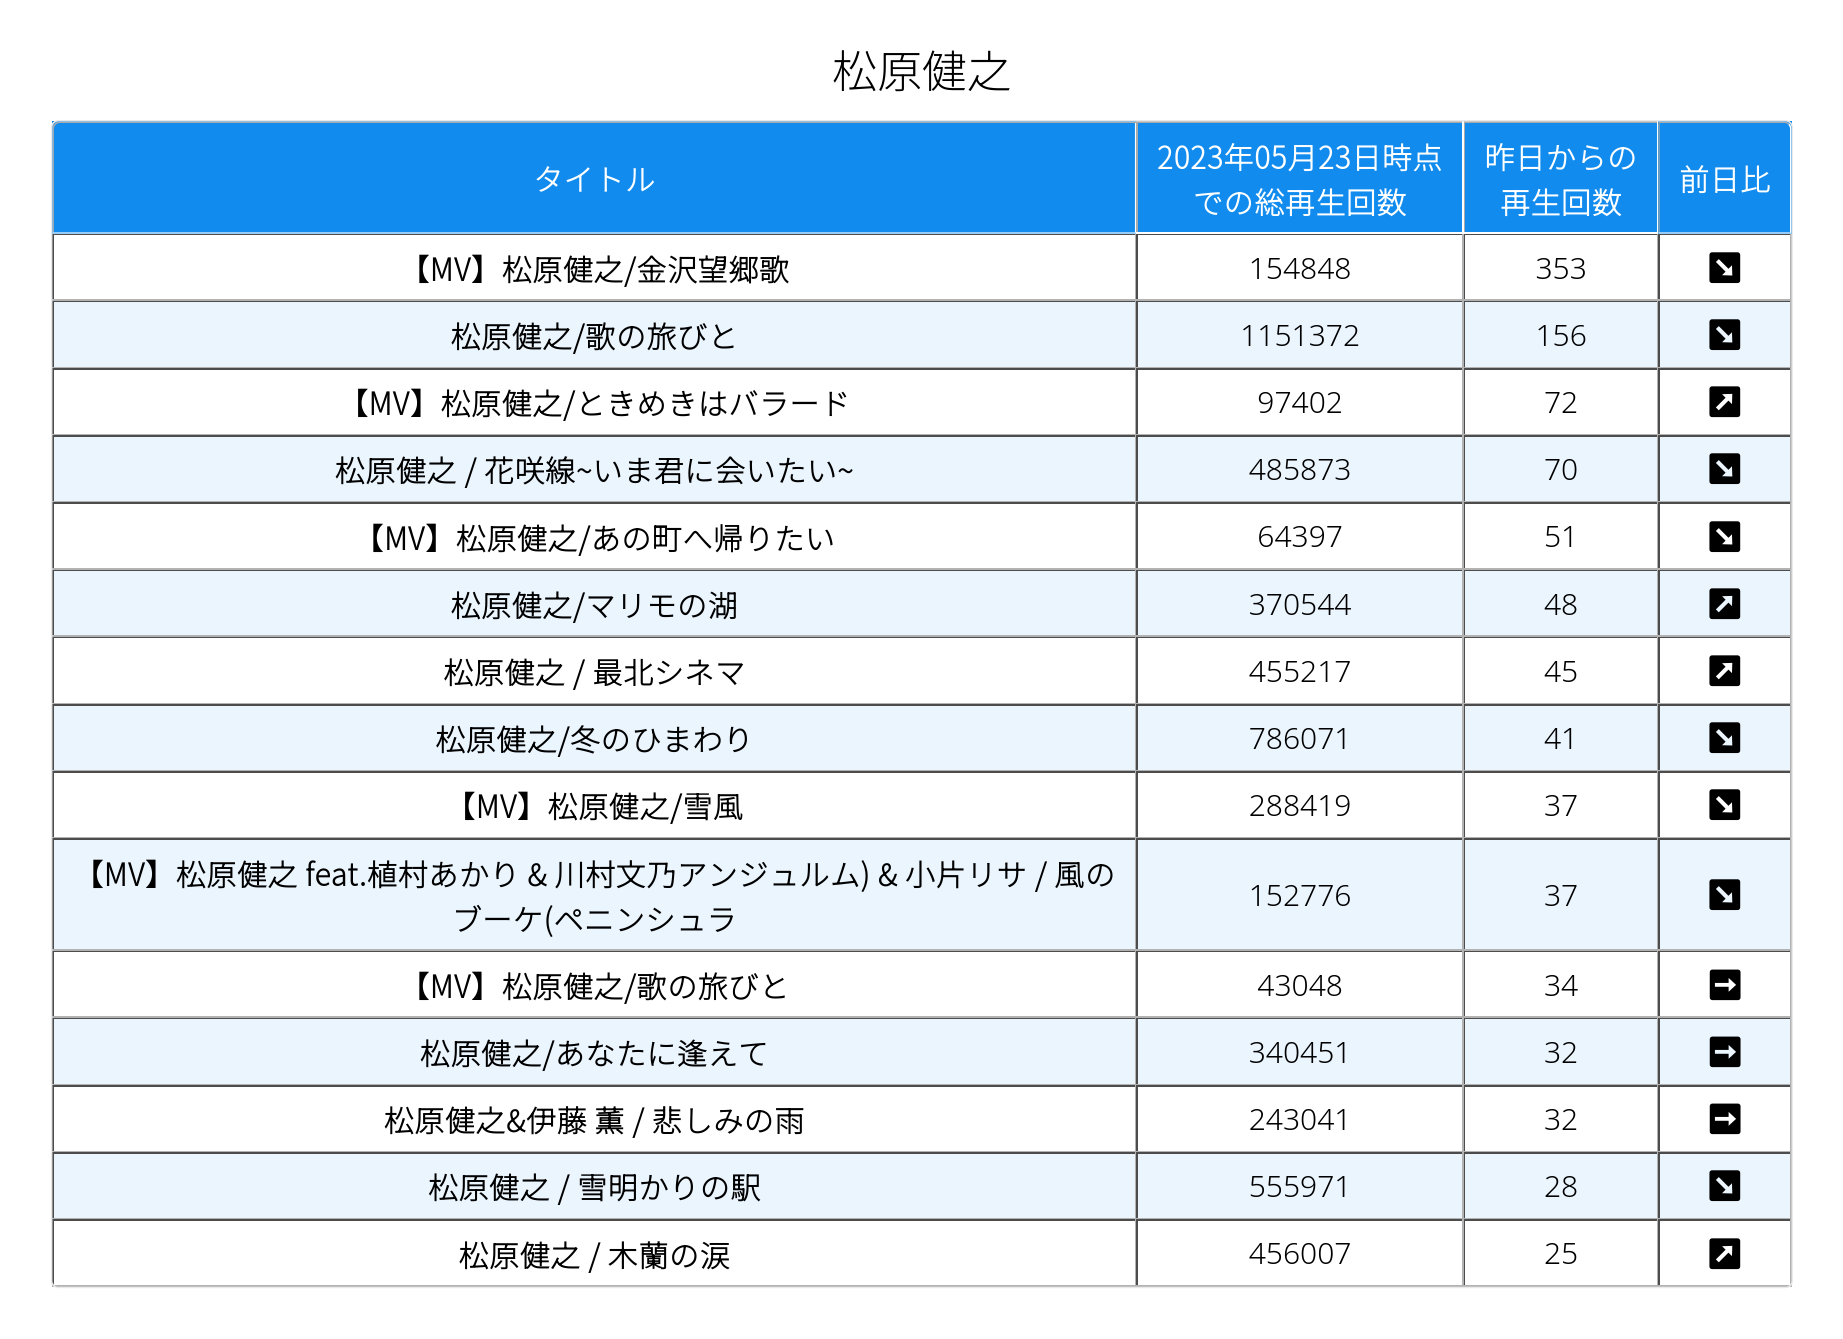 松原健之
タイトル
2023年05月23日時点
での総再生回数
昨日からの
再生回数
前日比
【MV】松原健之/金沢望郷歌 154848 353
松原健之/歌の旅びと 1151372 156
【MV】松原健之/ときめきはバラード 97402 72
松原健之 / 花咲線~いま君に会いたい~ 485873 70
【MV】松原健之/あの町へ帰りたい 64397 51
松原健之/マリモの湖 370544 48
松原健之 / 最北シネマ 455217 45
松原健之/冬のひまわり 786071 41
【MV】松原健之/雪風 288419 37
【MV】松原健之 feat.植村あかり & 川村文乃アンジュルム) & 小片リサ / 風の
ブーケ(ペニンシュラ 152776 37
【MV】松原健之/歌の旅びと 43048 34
松原健之/あなたに逢えて 340451 32
松原健之&伊藤 薫 / 悲しみの雨 243041 32
松原健之 / 雪明かりの駅 555971 28
松原健之 / 木蘭の涙 456007 25